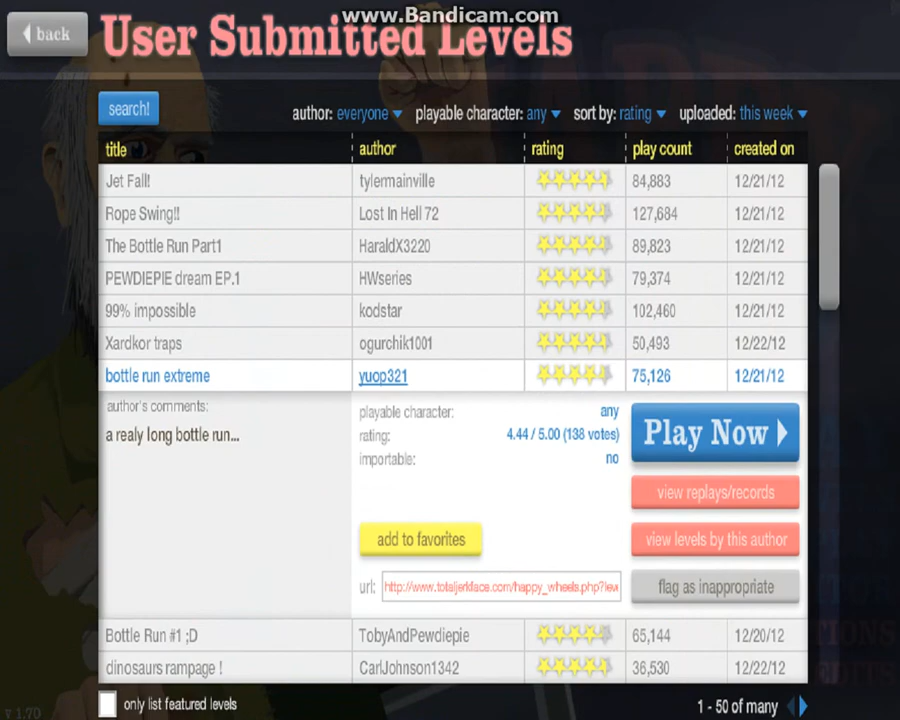 www.Bandicam.com
back
User Submitted Levels
search!
author: everyone playable character: any sort by: rating uploaded: this week
title author rating play count created on
Jet Fall! tylermainville 84,883 12/21/12
Rope Swing!! Lost In Hell 72 127,684 12/21/12
The Bottle Run Part1 HaraldX3220 89,823 12/21/12
PEWDIEPIE dream EP.1 HWseries 79,374 12/21/12
99% impossible kodstar 102,460 12/21/12
Xardkor traps ogurchik1001 50,493 12/22/12
bottle run extreme yuop321 75,126 12/21/12
author's comments:
a realy long bottle run...
playable character: any
rating: 4.44 / 5.00 (138 votes)
importable: no
add to favorites
url: http://www.totaljerkface.com/happy_wheels.php?lev
Play Now
view replays/records
view levels by this author
flag as inappropriate
Bottle Run #1 ;D TobyAndPewdiepie 65,144 12/20/12
dinosaurs rampage ! CarlJohnson1342 36,530 12/22/12
only list featured levels
1 - 50 of many
v 1.70